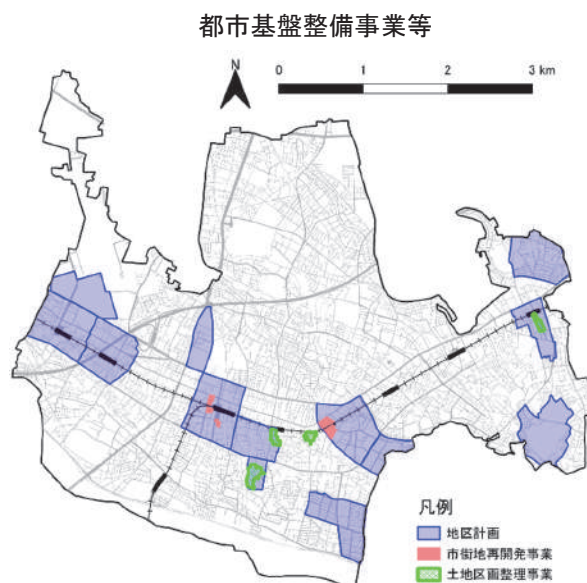 都市基盤整備事業等
N
0 1 2 3 km
凡例
地区計画
市街地再開発事業
土地区画整理事業